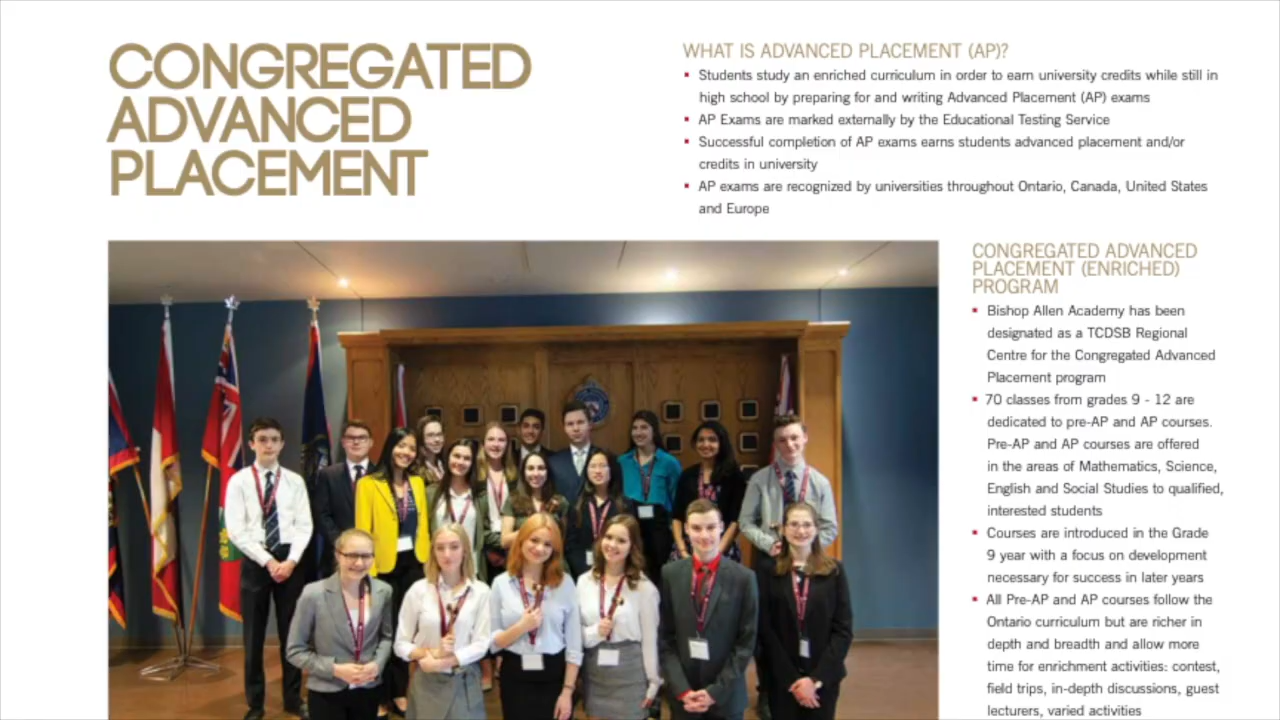 CONGREGATED
ADVANCED
PLACEMENT
WHAT IS ADVANCED PLACEMENT (AP)?
▪ Students study an enriched curriculum in order to earn university credits while still in
high school by preparing for and writing Advanced Placement (AP) exams
▪ AP Exams are marked externally by the Educational Testing Service
▪ Successful completion of AP exams earns students advanced placement and/or
credits in university
▪ AP exams are recognized by universities throughout Ontario, Canada, United States
and Europe
CONGREGATED ADVANCED
PLACEMENT (ENRICHED)
PROGRAM
▪ Bishop Allen Academy has been
designated as a TCDSB Regional
Centre for the Congregated Advanced
Placement program
▪ 70 classes from grades 9 - 12 are
dedicated to pre-AP and AP courses.
Pre-AP and AP courses are offered
in the areas of Mathematics, Science,
English and Social Studies to qualified,
interested students
▪ Courses are introduced in the Grade
9 year with a focus on development
necessary for success in later years
▪ All Pre-AP and AP courses follow the
Ontario curriculum but are richer in
depth and breadth and allow more
time for enrichment activities: contest,
field trips, in-depth discussions, guest
lecturers, varied activities